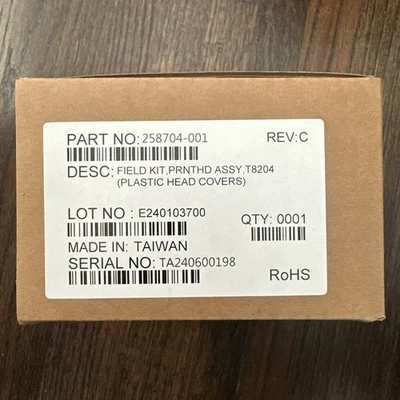 PART NO: 258704-001 REV:C
DESC: FIELD KIT,PRNTHD ASSY,T8204
(PLASTIC HEAD COVERS)
LOT NO : E240103700 QTY: 0001
MADE IN: TAIWAN
SERIAL NO: TA240600198 RoHS